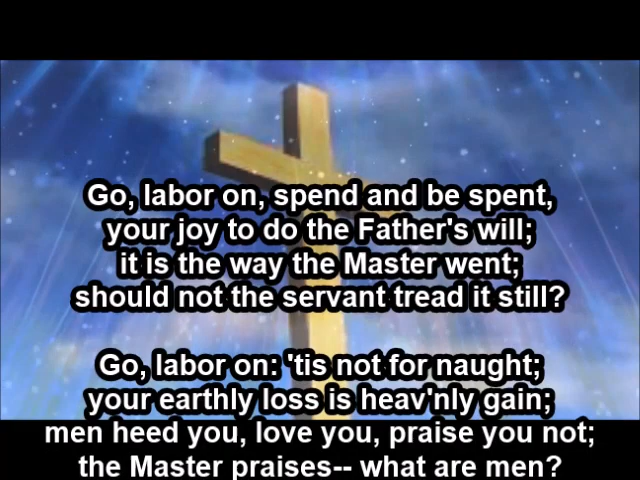 Go, labor on, spend and be spent,
your joy to do the Father's will;
it is the way the Master went;
should not the servant tread it still?
Go, labor on: 'tis not for naught;
your earthly loss is heav'nly gain;
men heed you, love you, praise you not;
the Master praises-- what are men?